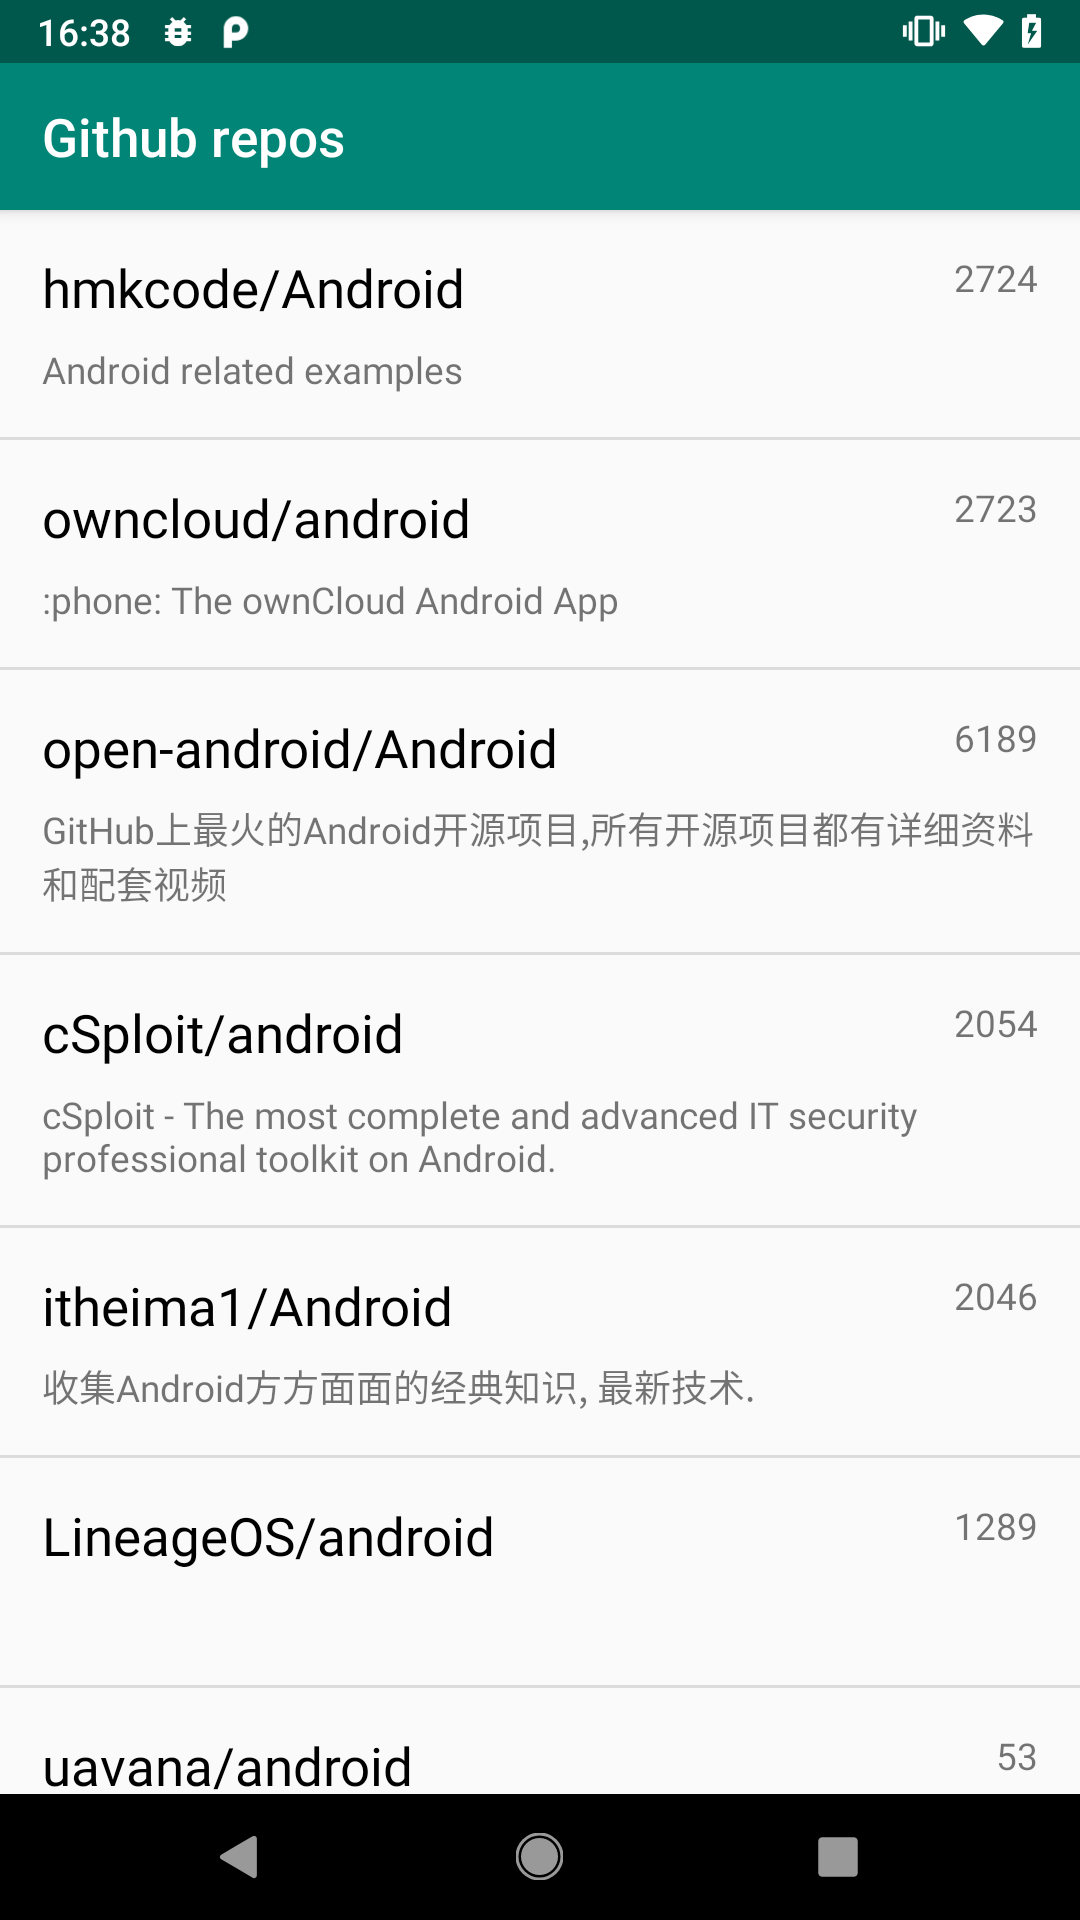 16:38
Github repos
hmkcode/Android 2724
Android related examples
owncloud/android 2723
:phone: The ownCloud Android App
open-android/Android 6189
GitHub上最火的Android开源项目,所有开源项目都有详细资料
和配套视频
cSploit/android 2054
cSploit - The most complete and advanced IT security
professional toolkit on Android.
itheima1/Android 2046
收集Android方方面面的经典知识, 最新技术.
LineageOS/android 1289
uavana/android 53